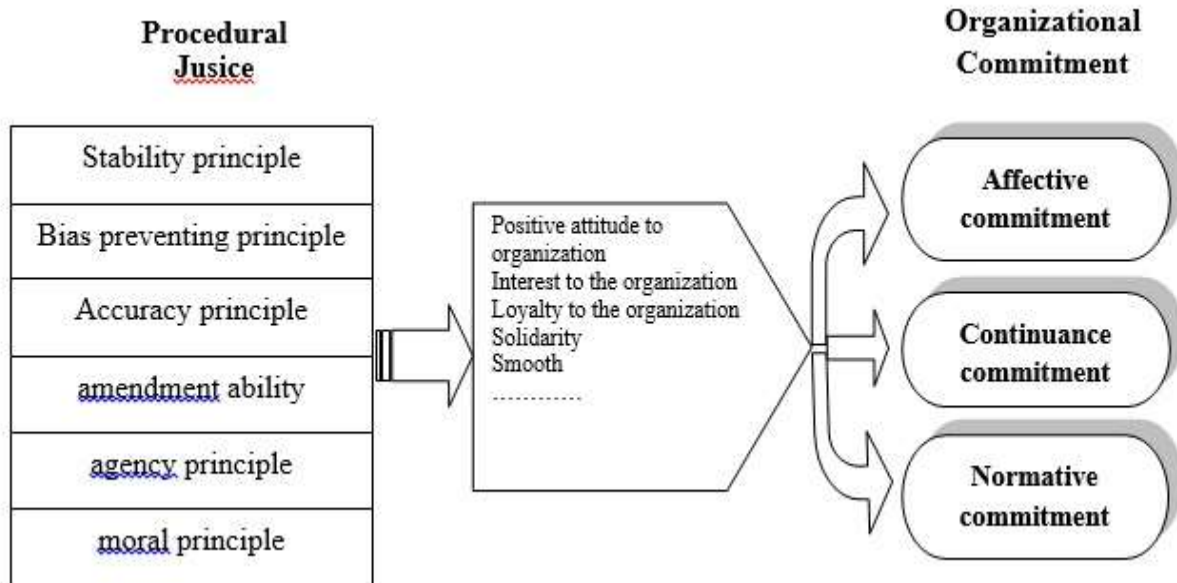 Procedural
Jusice
Stability principle
Bias preventing principle
Accuracy principle
amendment ability
agency principle
moral principle
Positive attitude to
organization
Interest to the organization
Loyalty to the organization
Solidarity
Smooth
............
Organizational
Commitment
Affective
commitment
Continuance
commitment
Normative
commitment